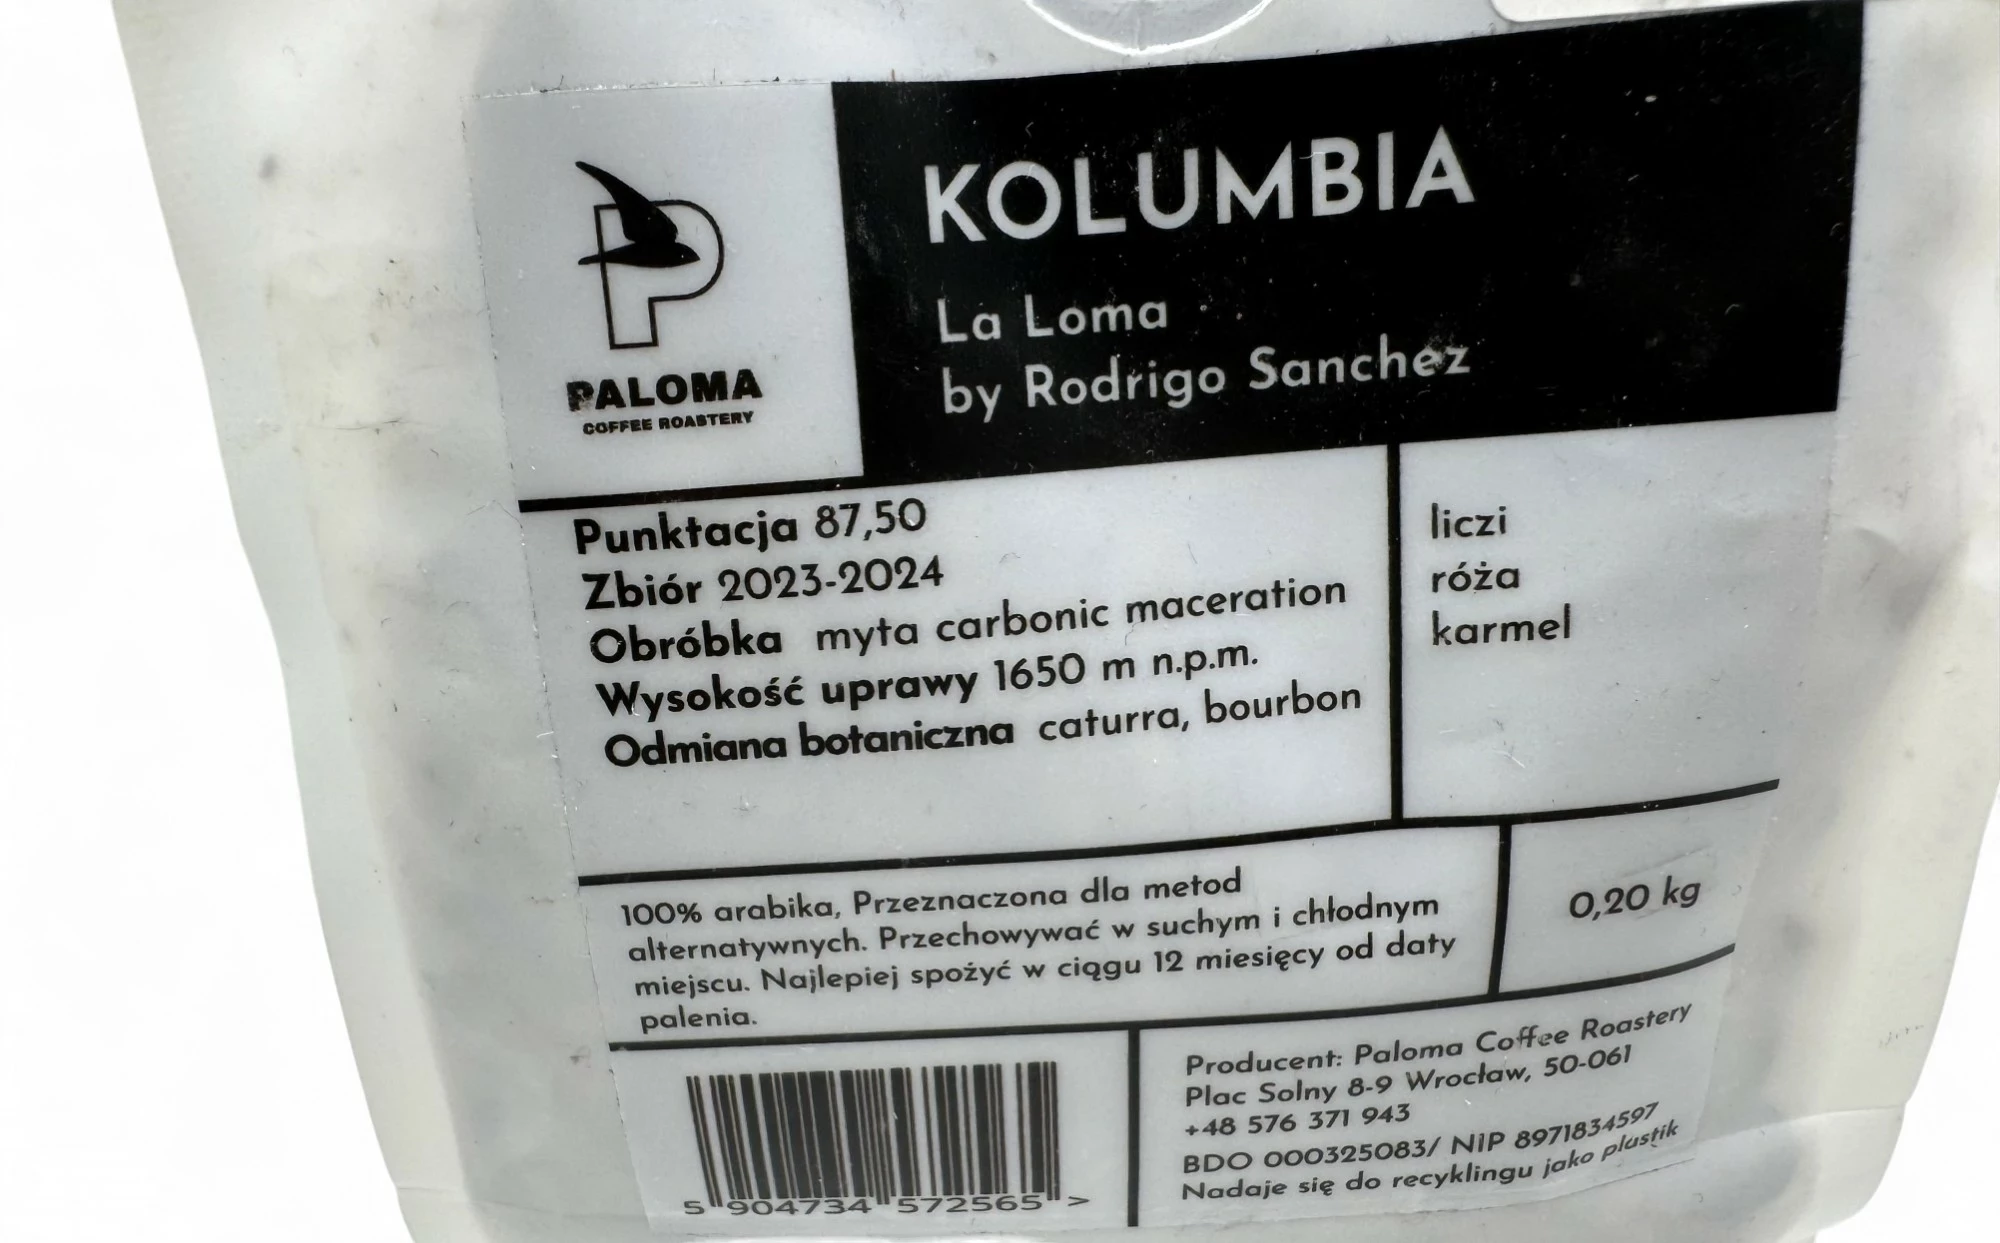 KOLUMBIA
La Loma
by Rodrigo Sanchez
P
PALOMA
COFFEE ROASTERY
Punktacja 87,50
Zbiór 2023-2024
Obróbka myta carbonic maceration
Wysokość uprawy 1650 m n.p.m.
Odmiana botaniczna caturra, bourbon
liczi
róża
karmel
100% arabika, Przeznaczona dla metod
alternatywnych. Przechowywać w suchym i chłodnym
miejscu. Najlepiej spożyć w ciągu 12 miesięcy od daty
palenia.
0,20 kg
5 904734 572565 >
Producent: Paloma Coffee Roastery
Plac Solny 8-9 Wrocław, 50-061
+48 576 371 943
BDO 000325083/ NIP 8971834597
Nadaje się do recyklingu jako plastik